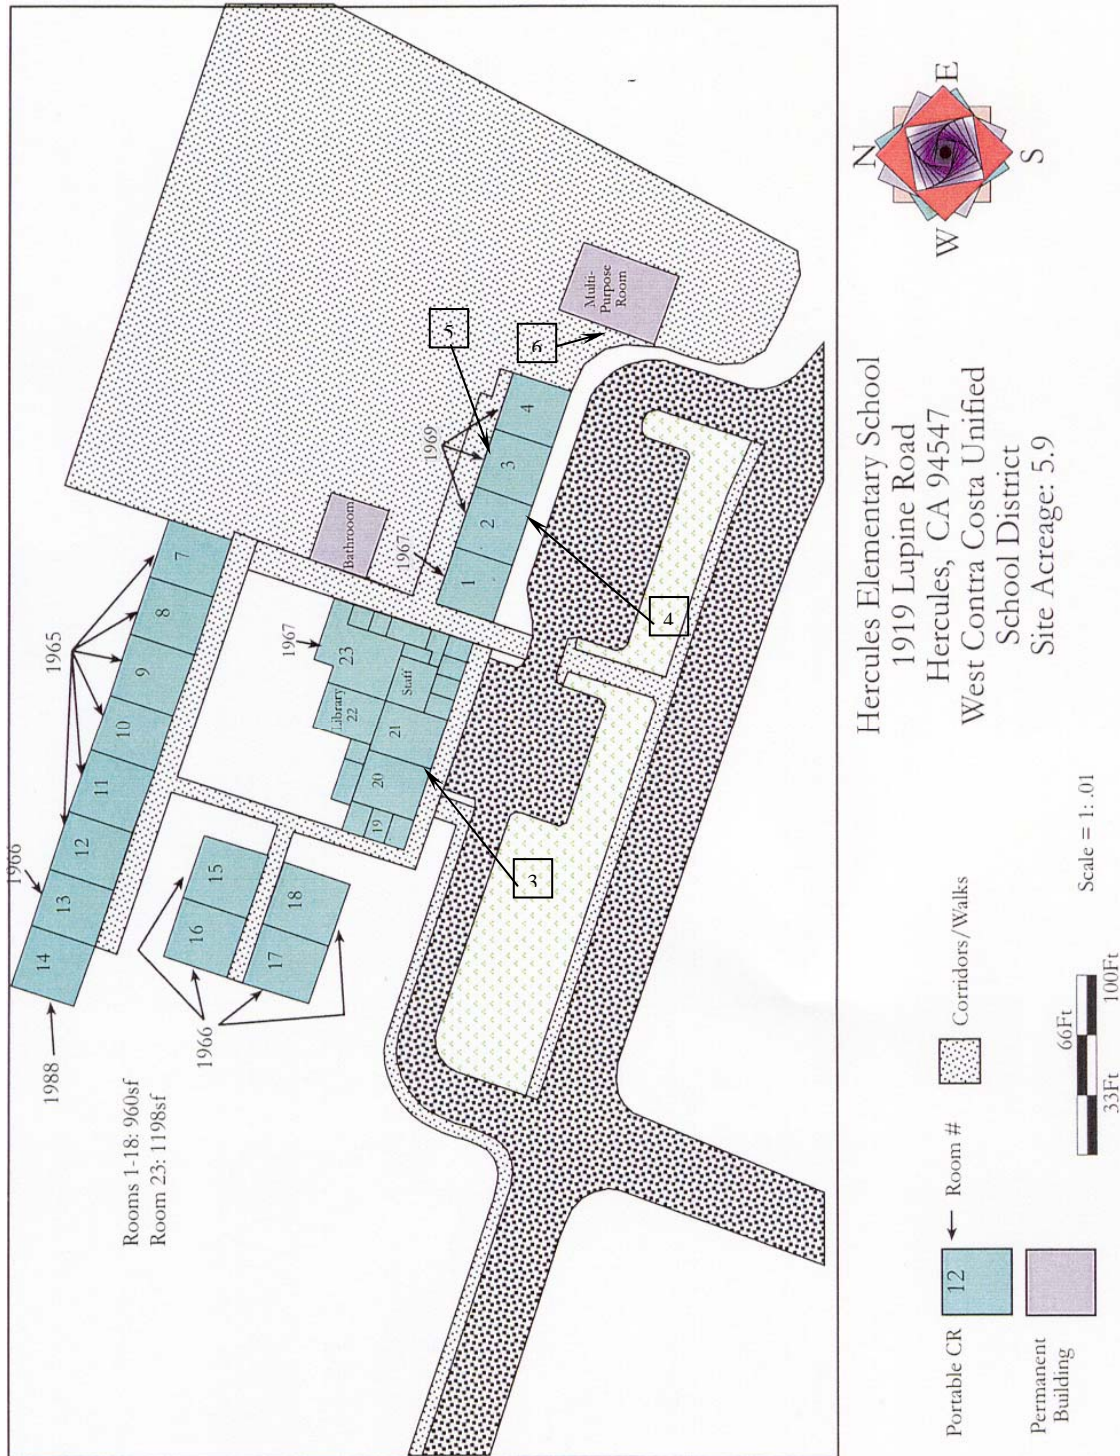 1988
1966
1965
14
13
12
11
10
9
8
7
16
15
17
18
1966
Rooms 1-18: 960sf
Room 23: 1198sf
1967
Library
22
23
Staff
21
20
19
Bathrooom
1967
1969
1
2
3
4
Multi-
Purpose
Room
5
6
4
3
N
E
S
W
Hercules Elementary School
1919 Lupine Road
Hercules, CA 94547
West Contra Costa Unified
School District
Site Acreage: 5.9
Portable CR
12
Room #
Corridors/Walks
Permanent
Building
66Ft
33Ft
100Ft
Scale = 1: .01